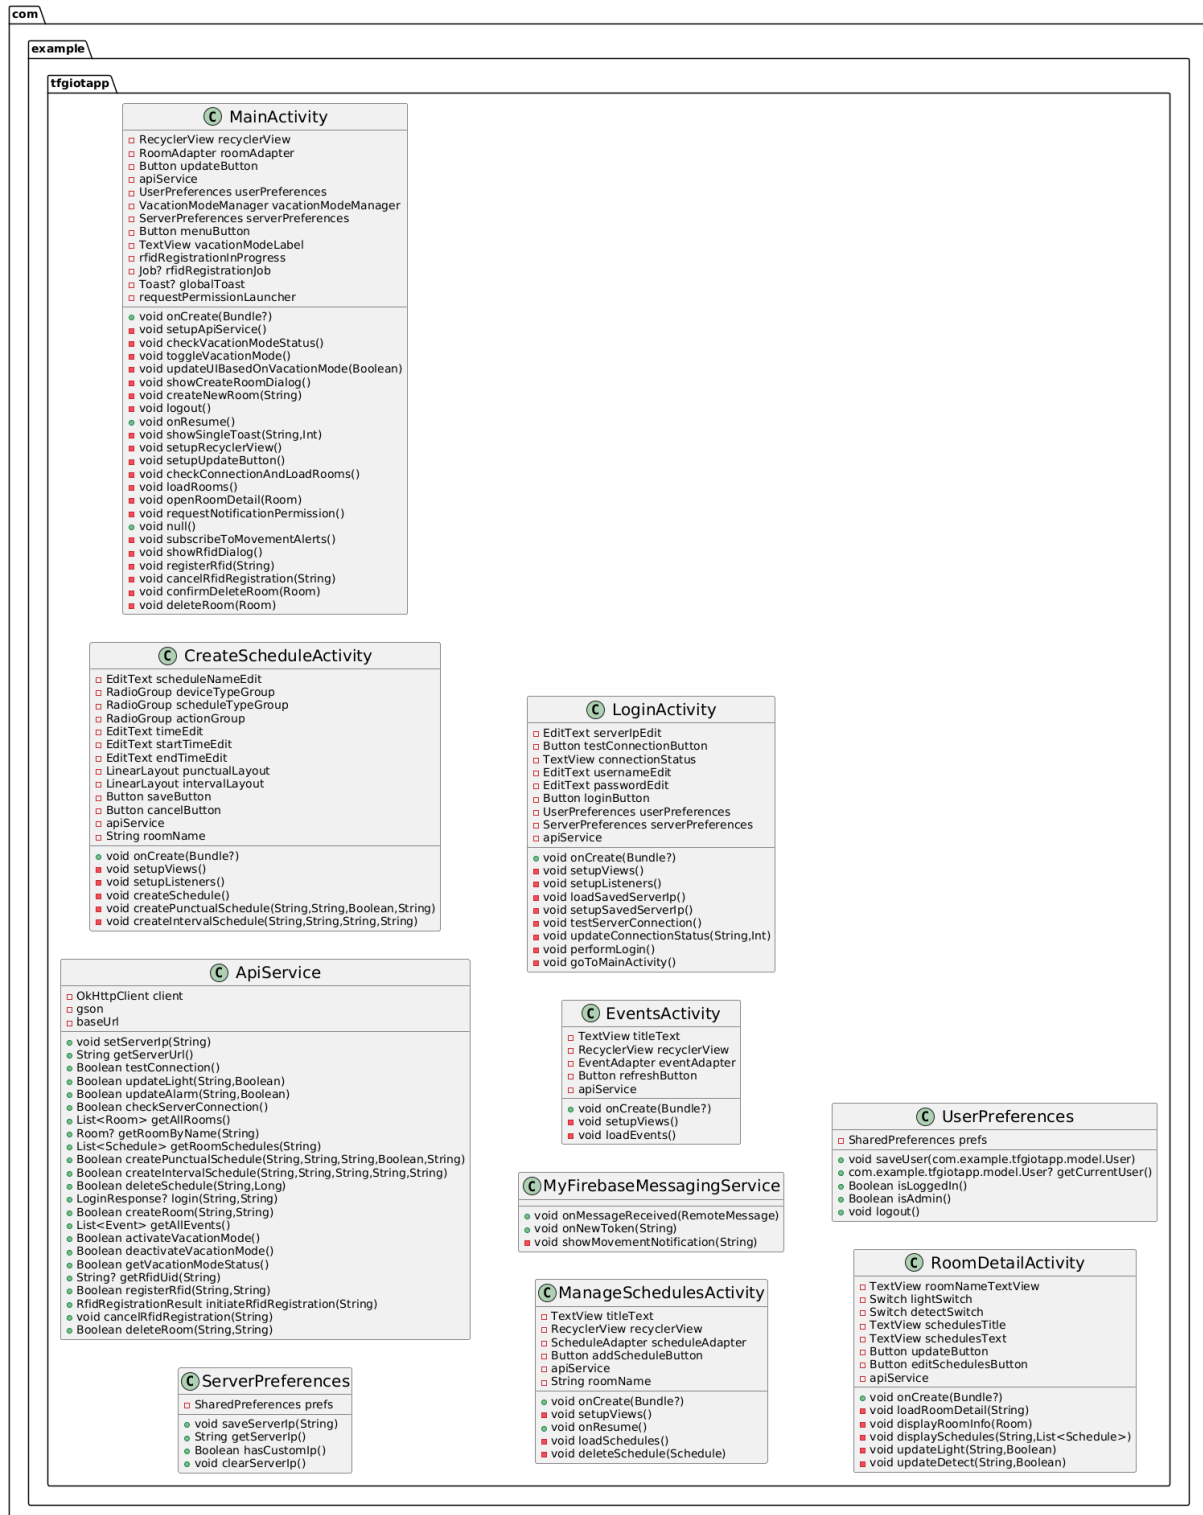 com
example
tfgiotapp
C MainActivity
RecyclerView recyclerView
RoomAdapter roomAdapter
Button updateButton
apiService
UserPreferences userPreferences
VacationModeManager vacationModeManager
ServerPreferences serverPreferences
Button menuButton
TextView vacationModeLabel
rfidRegistrationInProgress
Job? rfidRegistrationJob
Toast? globalToast
requestPermissionLauncher
void onCreate(Bundle?)
void setupApiService()
void checkVacationModeStatus()
void toggleVacationMode()
void updateUIBasedOnVacationMode(Boolean)
void showCreateRoomDialog()
void createNewRoom(String)
void logout()
void onResume()
void showSingleToast(String,Int)
void setupRecyclerView()
void setupUpdateButton()
void checkConnectionAndLoadRooms()
void loadRooms()
void openRoomDetail(Room)
void requestNotificationPermission()
void null()
void subscribeToMovementAlerts()
void showRfidDialog()
void registerRfid(String)
void cancelRfidRegistration(String)
void confirmDeleteRoom(Room)
void deleteRoom(Room)
C CreateScheduleActivity
EditText scheduleNameEdit
RadioGroup deviceTypeGroup
RadioGroup scheduleTypeGroup
RadioGroup actionGroup
EditText timeEdit
EditText startTimeEdit
EditText endTimeEdit
LinearLayout punctualLayout
LinearLayout intervalLayout
Button saveButton
Button cancelButton
apiService
String roomName
void onCreate(Bundle?)
void setupViews()
void setupListeners()
void createSchedule()
void createPunctualSchedule(String,String,Boolean,String)
void createIntervalSchedule(String,String,String,String)
C ApiService
OkHttpClient client
gson
baseUrl
void setServerIp(String)
String getServerUrl()
Boolean testConnection()
Boolean updateLight(String,Boolean)
Boolean updateAlarm(String,Boolean)
Boolean checkServerConnection()
List<Room> getAllRooms()
Room? getRoomByName(String)
List<Schedule> getRoomSchedules(String)
Boolean createPunctualSchedule(String,String,String,Boolean,String)
Boolean createIntervalSchedule(String,String,String,String,String)
Boolean deleteSchedule(String,Long)
LoginResponse? login(String,String)
Boolean createRoom(String,String)
List<Event> getAllEvents()
Boolean activateVacationMode()
Boolean deactivateVacationMode()
Boolean getVacationModeStatus()
String? getRfidUid(String)
Boolean registerRfid(String,String)
RfidRegistrationResult initiateRfidRegistration(String)
void cancelRfidRegistration(String)
Boolean deleteRoom(String,String)
C ServerPreferences
SharedPreferences prefs
void saveServerIp(String)
String getServerIp()
Boolean hasCustomIp()
void clearServerIp()
C LoginActivity
EditText serverIpEdit
Button testConnectionButton
TextView connectionStatus
EditText usernameEdit
EditText passwordEdit
Button loginButton
UserPreferences userPreferences
ServerPreferences serverPreferences
apiService
void onCreate(Bundle?)
void setupViews()
void setupListeners()
void loadSavedServerIp()
void setupSavedServerIp()
void testServerConnection()
void updateConnectionStatus(String,Int)
void performLogin()
void goToMainActivity()
C EventsActivity
TextView titleText
RecyclerView recyclerView
EventAdapter eventAdapter
Button refreshButton
apiService
void onCreate(Bundle?)
void setupViews()
void loadEvents()
C MyFirebaseMessagingService
void onMessageReceived(RemoteMessage)
void onNewToken(String)
void showMovementNotification(String)
C ManageSchedulesActivity
TextView titleText
RecyclerView recyclerView
ScheduleAdapter scheduleAdapter
Button addScheduleButton
apiService
String roomName
void onCreate(Bundle?)
void setupViews()
void onResume()
void loadSchedules()
void deleteSchedule(Schedule)
C UserPreferences
SharedPreferences prefs
void saveUser(com.example.tfgiotapp.model.User)
com.example.tfgiotapp.model.User? getCurrentUser()
Boolean isLoggedIn()
Boolean isAdmin()
void logout()
C RoomDetailActivity
TextView roomNameTextView
Switch lightSwitch
Switch detectSwitch
TextView schedulesTitle
TextView schedulesText
Button updateButton
Button editSchedulesButton
apiService
void onCreate(Bundle?)
void loadRoomDetail(String)
void displayRoomInfo(Room)
void displaySchedules(String,List<Schedule>)
void updateLight(String,Boolean)
void updateDetect(String,Boolean)